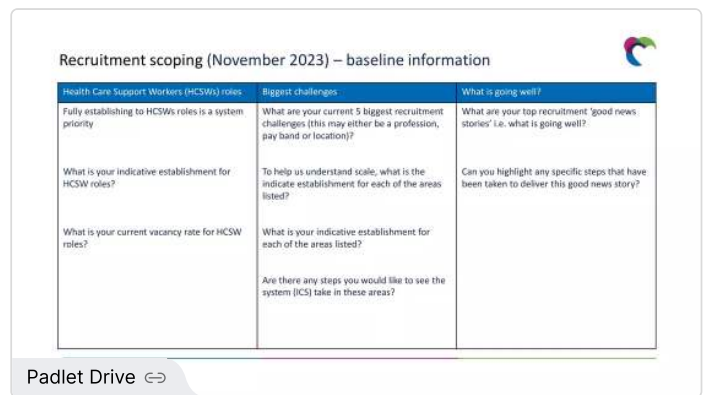 Recruitment scoping (November 2023) – baseline information
Health Care Support Workers (HCSWs) roles
Fully establishing to HCSWs roles is a system
priority
What is your indicative establishment for
HCSW roles?
What is your current vacancy rate for HCSW
roles?
Biggest challenges
What are your current 5 biggest recruitment
challenges (this may either be a profession,
pay band or location)?
To help us understand scale, what is the
indicate establishment for each of the areas
listed?
What is your indicative establishment for
each of the areas listed?
Are there any steps you would like to see the
system (ICS) take in these areas?
What is going well?
What are your top recruitment 'good news
stories' i.e. what is going well?
Can you highlight any specific steps that have
been taken to deliver this good news story?
Padlet Drive